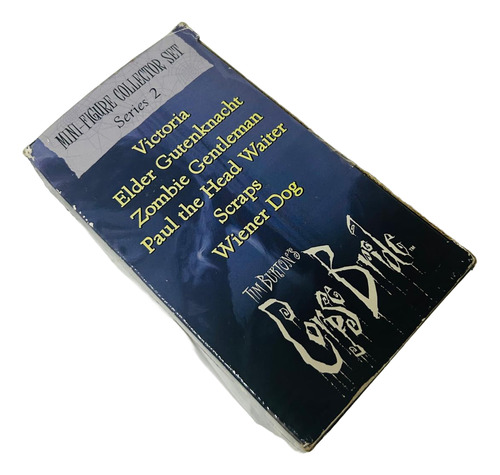 MINI-FIGURE COLLECTOR SET
Series 2
Victoria
Elder Gutenknacht
Zombie Gentleman
Paul the Head Waiter
Scraps
Wiener Dog
TIM BURTON'S
Corpse Bride™